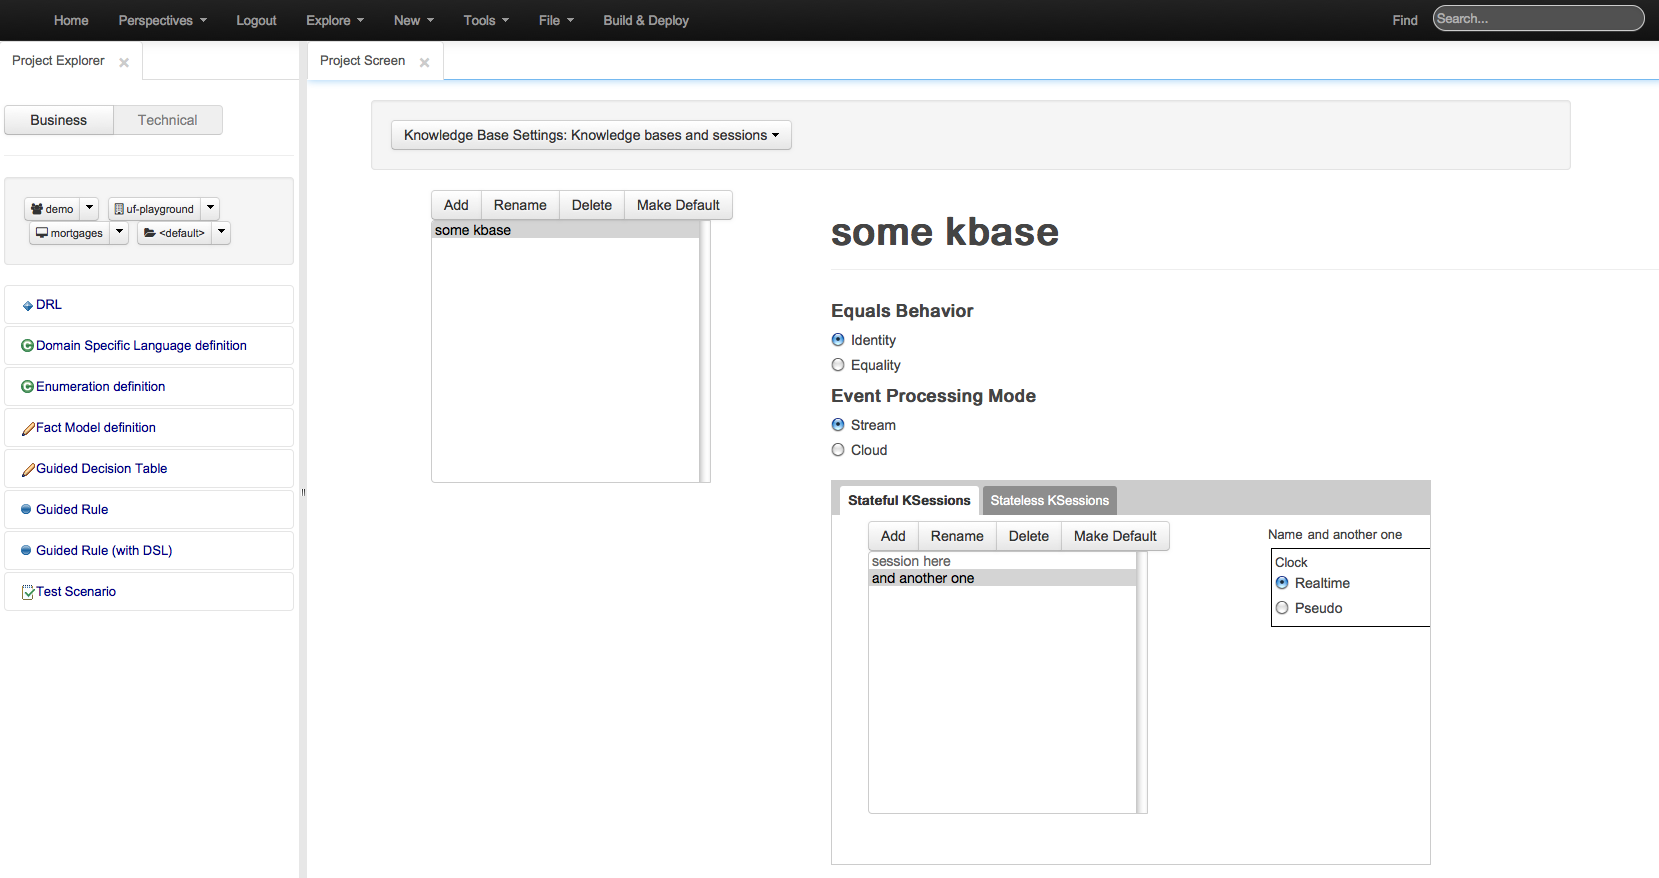 Home Perspectives Logout Explore New Tools File Build & Deploy Find Search...
Project Explorer
Project Screen
Business Technical
demo uf-playground
mortgages <default>
DRL
Domain Specific Language definition
Enumeration definition
Fact Model definition
Guided Decision Table
Guided Rule
Guided Rule (with DSL)
Test Scenario
Knowledge Base Settings: Knowledge bases and sessions
Add Rename Delete Make Default
some kbase
some kbase
Equals Behavior
Identity
Equality
Event Processing Mode
Stream
Cloud
Stateful KSessions Stateless KSessions
Add Rename Delete Make Default
session here
and another one
Name and another one
Clock
Realtime
Pseudo